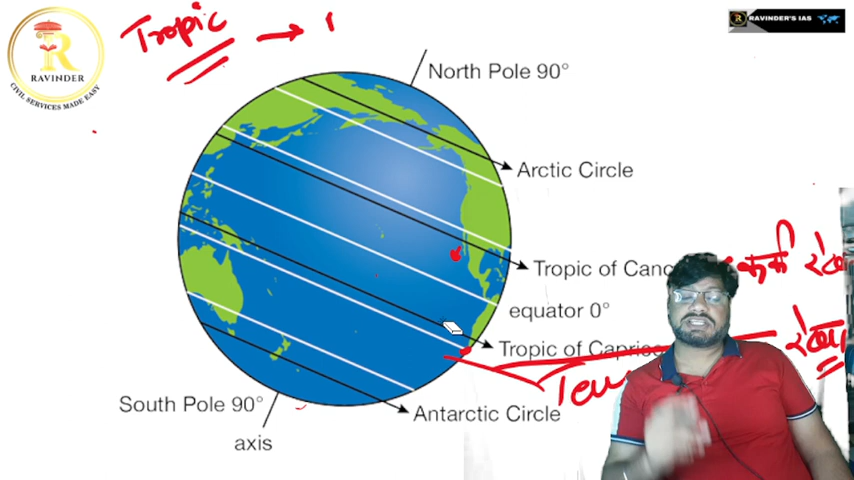 R
RAVINDER
CIVIL SERVICES MADE EASY
Tropic →
RAVINDER'S IAS
North Pole 90°
Arctic Circle
Tropic of Canc
equator 0°
Tropic of Caprico
South Pole 90°
Antarctic Circle
axis